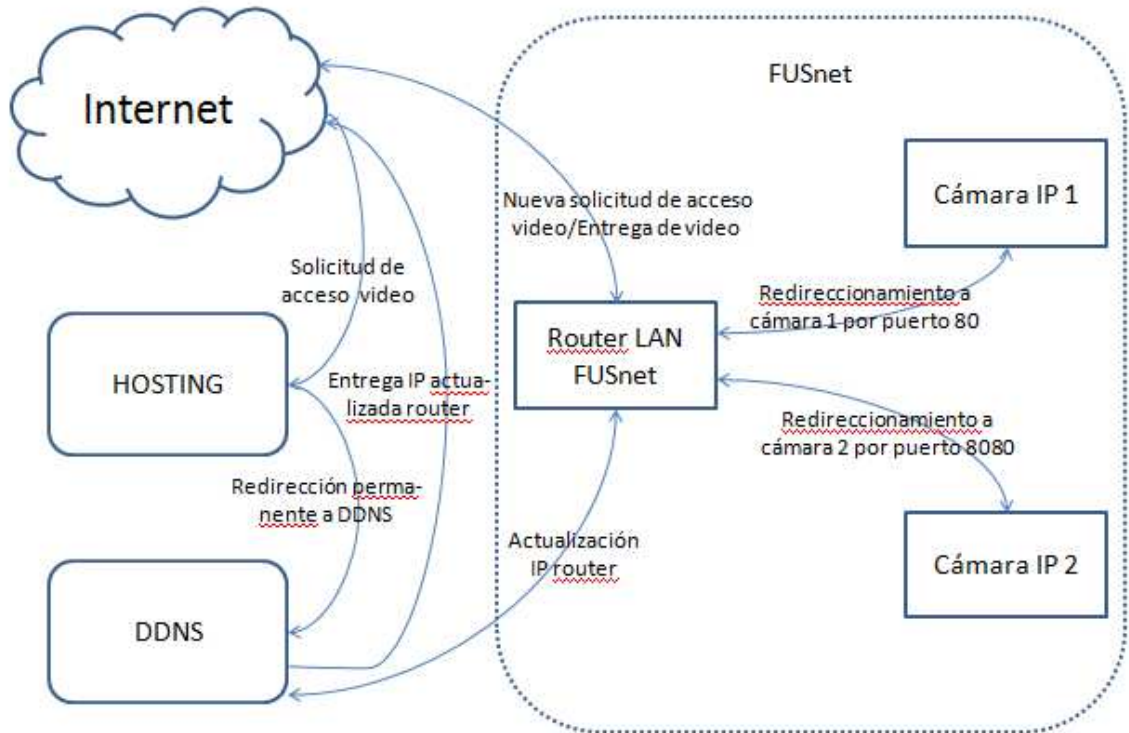 Internet
FUSnet
Cámara IP 1
Nueva solicitud de acceso
video/Entrega de video
Solicitud de
acceso video
Redireccionamiento a
cámara 1 por puerto 80
Router LAN
FUSnet
HOSTING
Entrega IP actua-
lizada router
Redireccionamiento a
cámara 2 por puerto 8080
Redirección perma-
nente a DDNS
Actualización
IP router
Cámara IP 2
DDNS